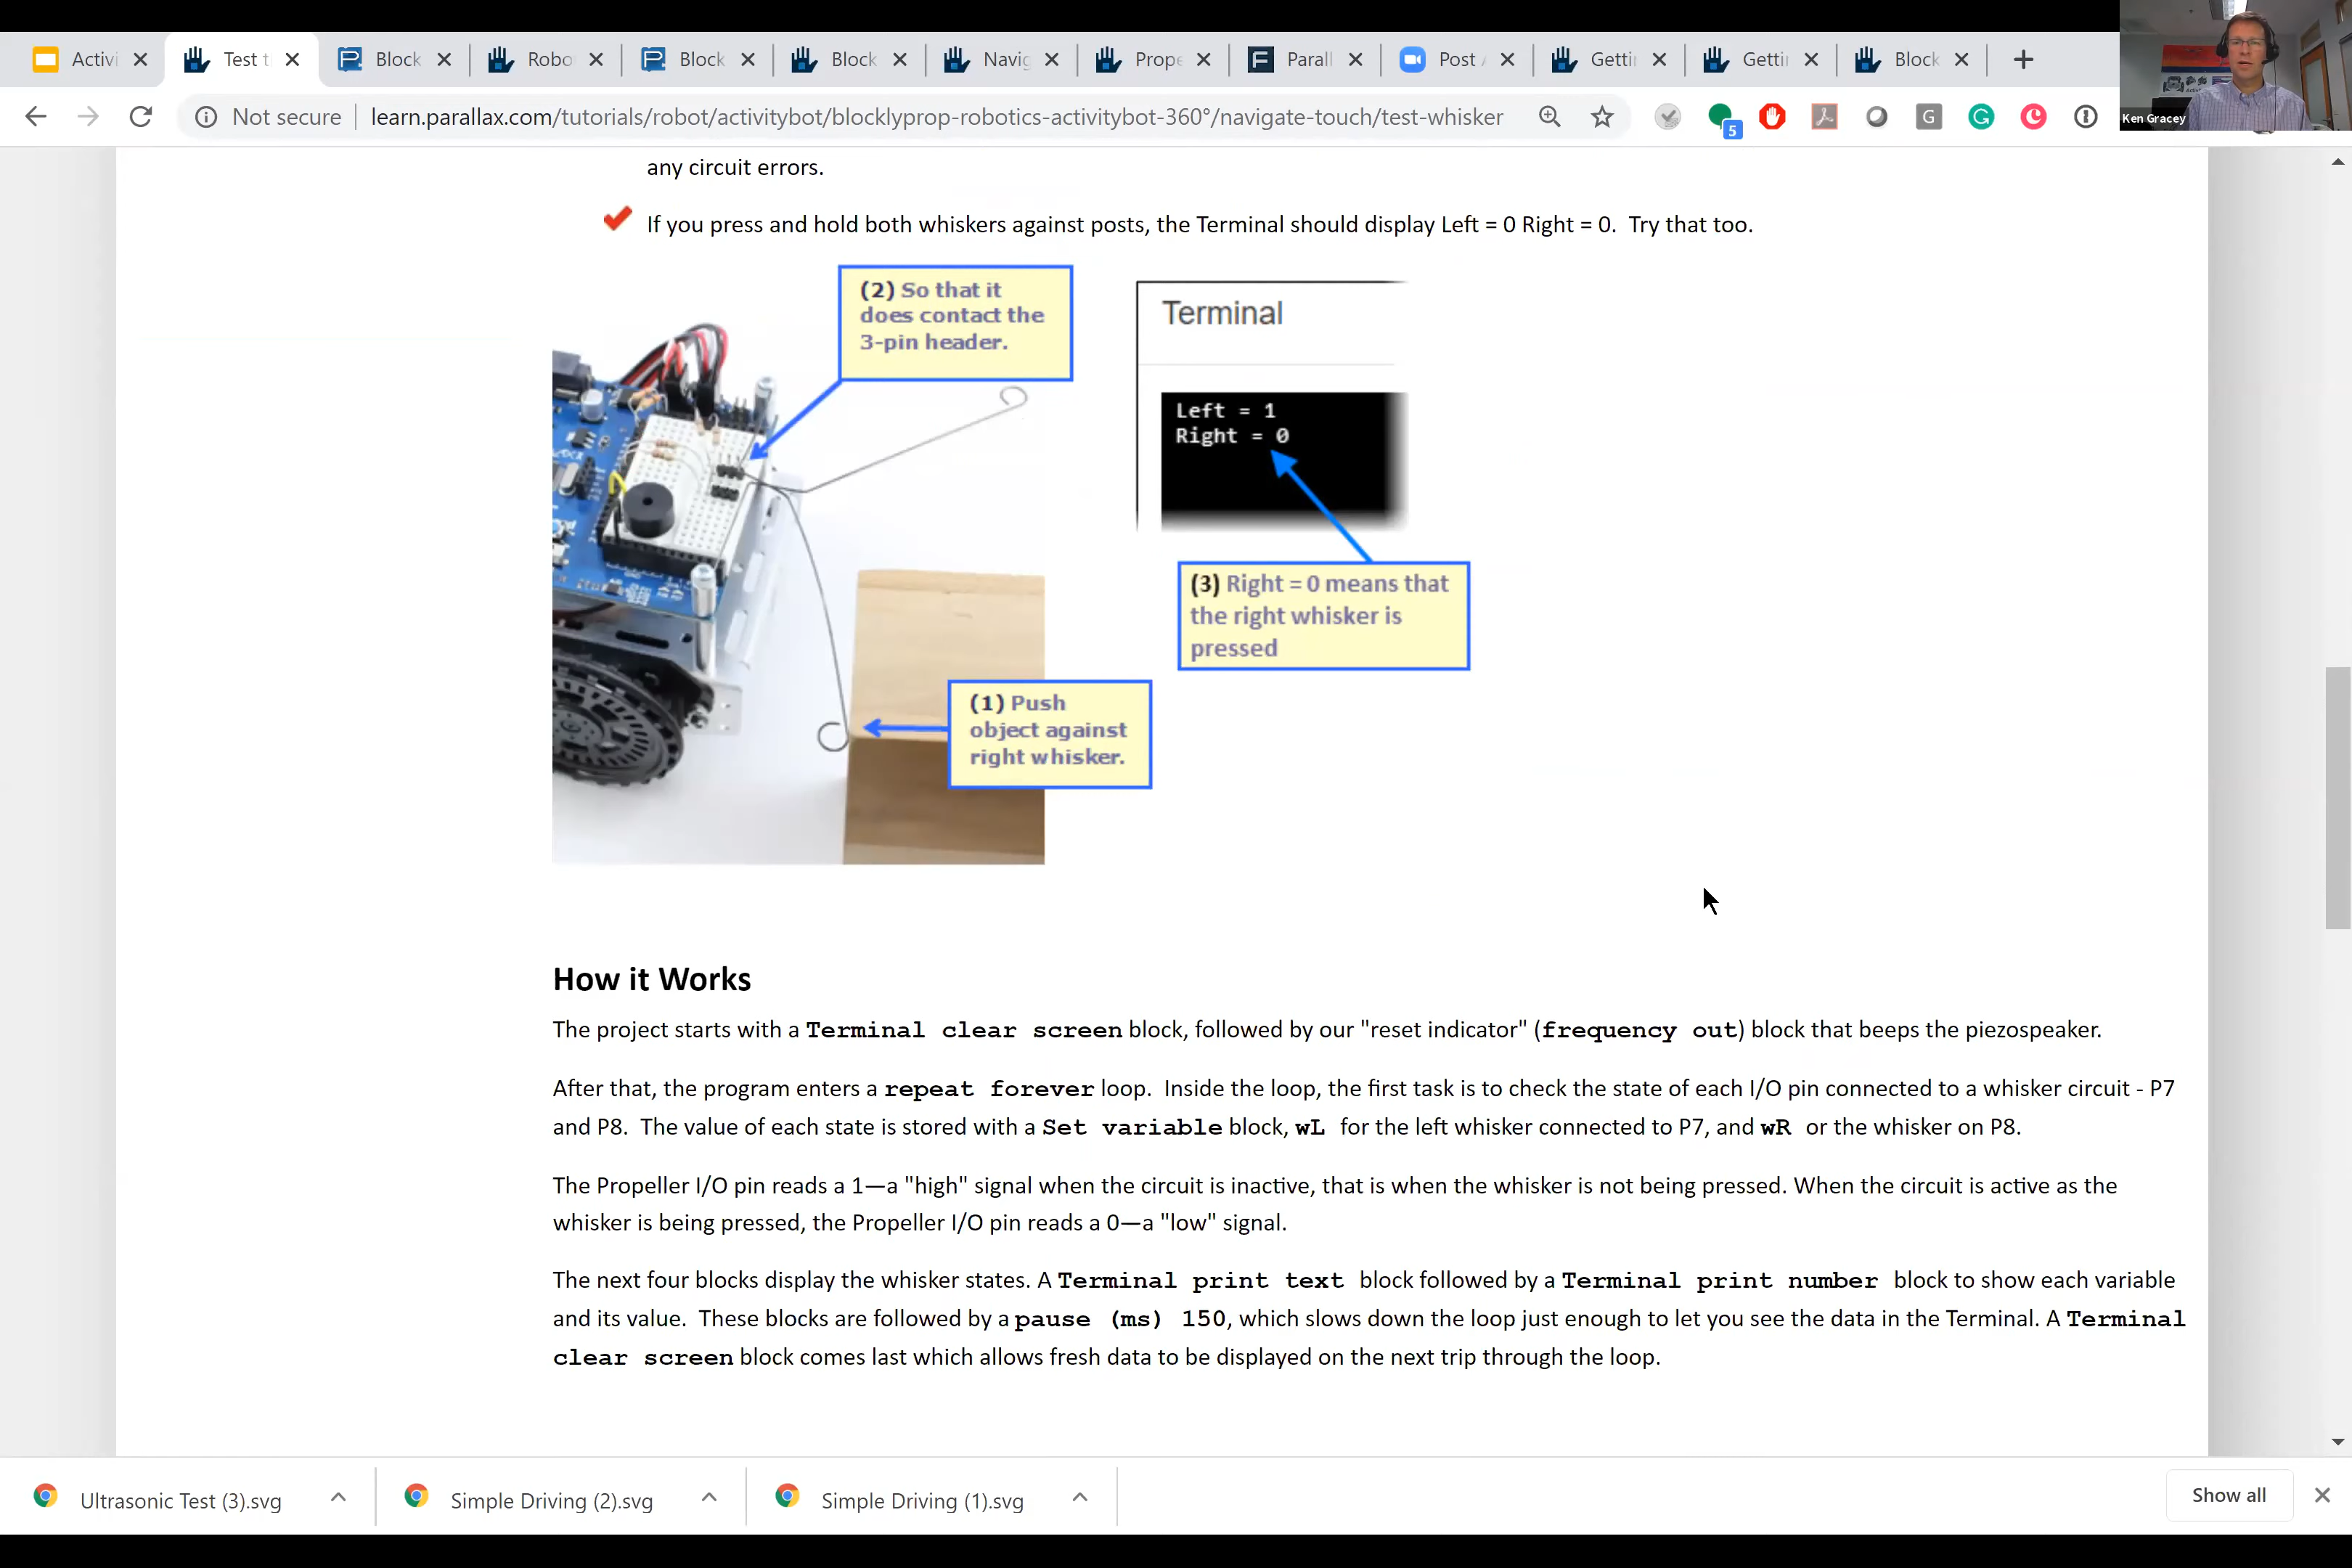 Activi
Test t
Block
Robo
Block
Block
Navig
Prope
Parall
Post A
Gettin
Gettin
Block
Not secure
learn.parallax.com/tutorials/robot/activitybot/blocklyprop-robotics-activitybot-360°/navigate-touch/test-whisker
5
G
Ken Gracey
any circuit errors.
If you press and hold both whiskers against posts, the Terminal should display Left = 0 Right = 0.  Try that too.
(2) So that it
does contact the
3-pin header.
Terminal
Left = 1
Right = 0
(3) Right = 0 means that
the right whisker is
pressed
(1) Push
object against
right whisker.
How it Works
The project starts with a Terminal clear screen block, followed by our "reset indicator" (frequency out) block that beeps the piezospeaker.
After that, the program enters a repeat forever loop.  Inside the loop, the first task is to check the state of each I/O pin connected to a whisker circuit - P7
and P8.  The value of each state is stored with a Set variable block, wL for the left whisker connected to P7, and wR or the whisker on P8.
The Propeller I/O pin reads a 1—a "high" signal when the circuit is inactive, that is when the whisker is not being pressed. When the circuit is active as the
whisker is being pressed, the Propeller I/O pin reads a 0—a "low" signal.
The next four blocks display the whisker states. A Terminal print text block followed by a Terminal print number block to show each variable
and its value.  These blocks are followed by a pause (ms) 150, which slows down the loop just enough to let you see the data in the Terminal. A Terminal
clear screen block comes last which allows fresh data to be displayed on the next trip through the loop.
Ultrasonic Test (3).svg
Simple Driving (2).svg
Simple Driving (1).svg
Show all